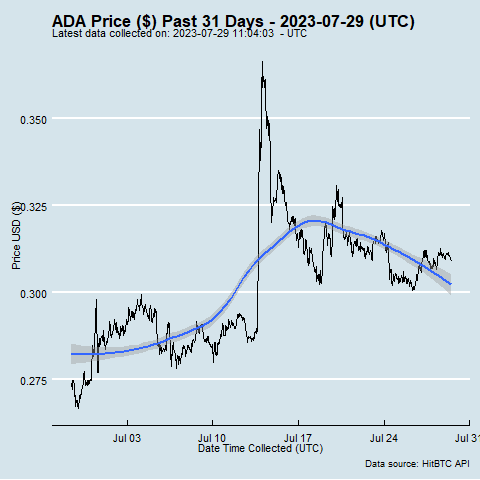 ADA Price ($) Past 31 Days - 2023-07-29 (UTC)
Latest data collected on: 2023-07-29 11:04:03  - UTC
0.350
0.325
0.300
0.275
Price USD ($)
Jul 03
Jul 10
Jul 17
Jul 24
Jul 31
Date Time Collected (UTC)
Data source: HitBTC API